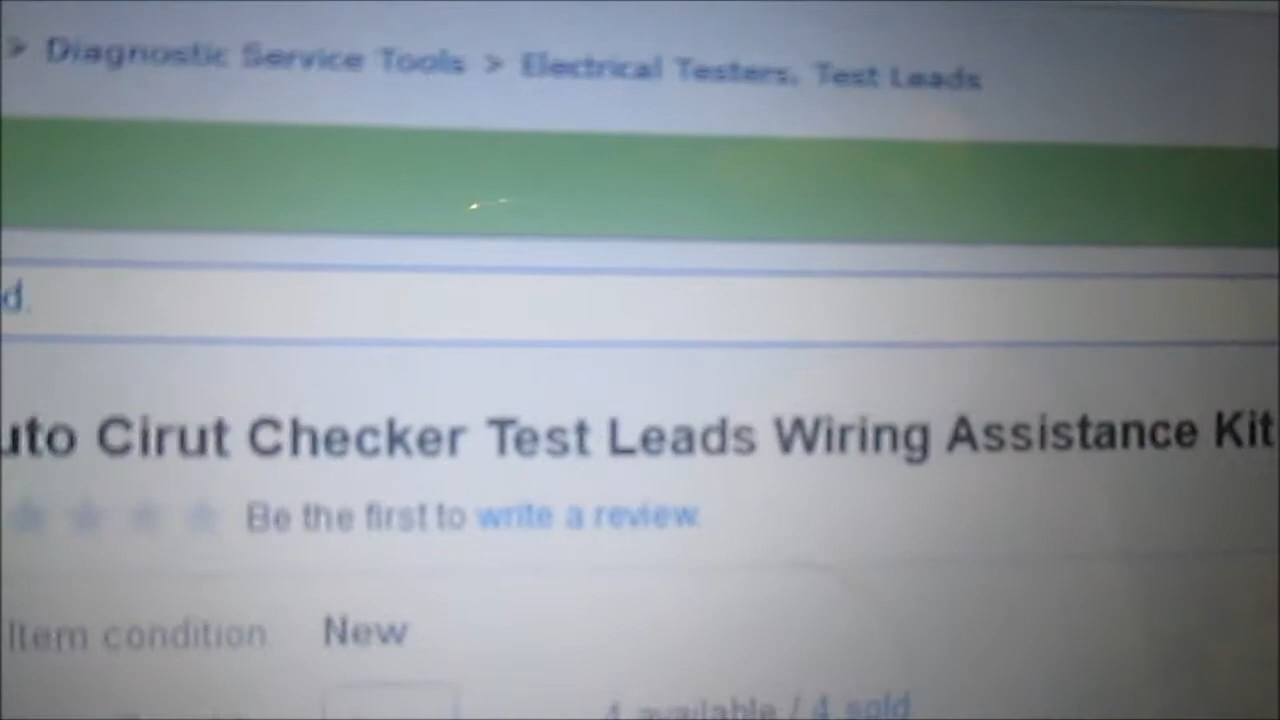 > Diagnostic Service Tools > Electrical Testers, Test Leads
d.
uto Cirut Checker Test Leads Wiring Assistance Kit
Be the first to write a review.
Item condition New
4 available / 4 sold